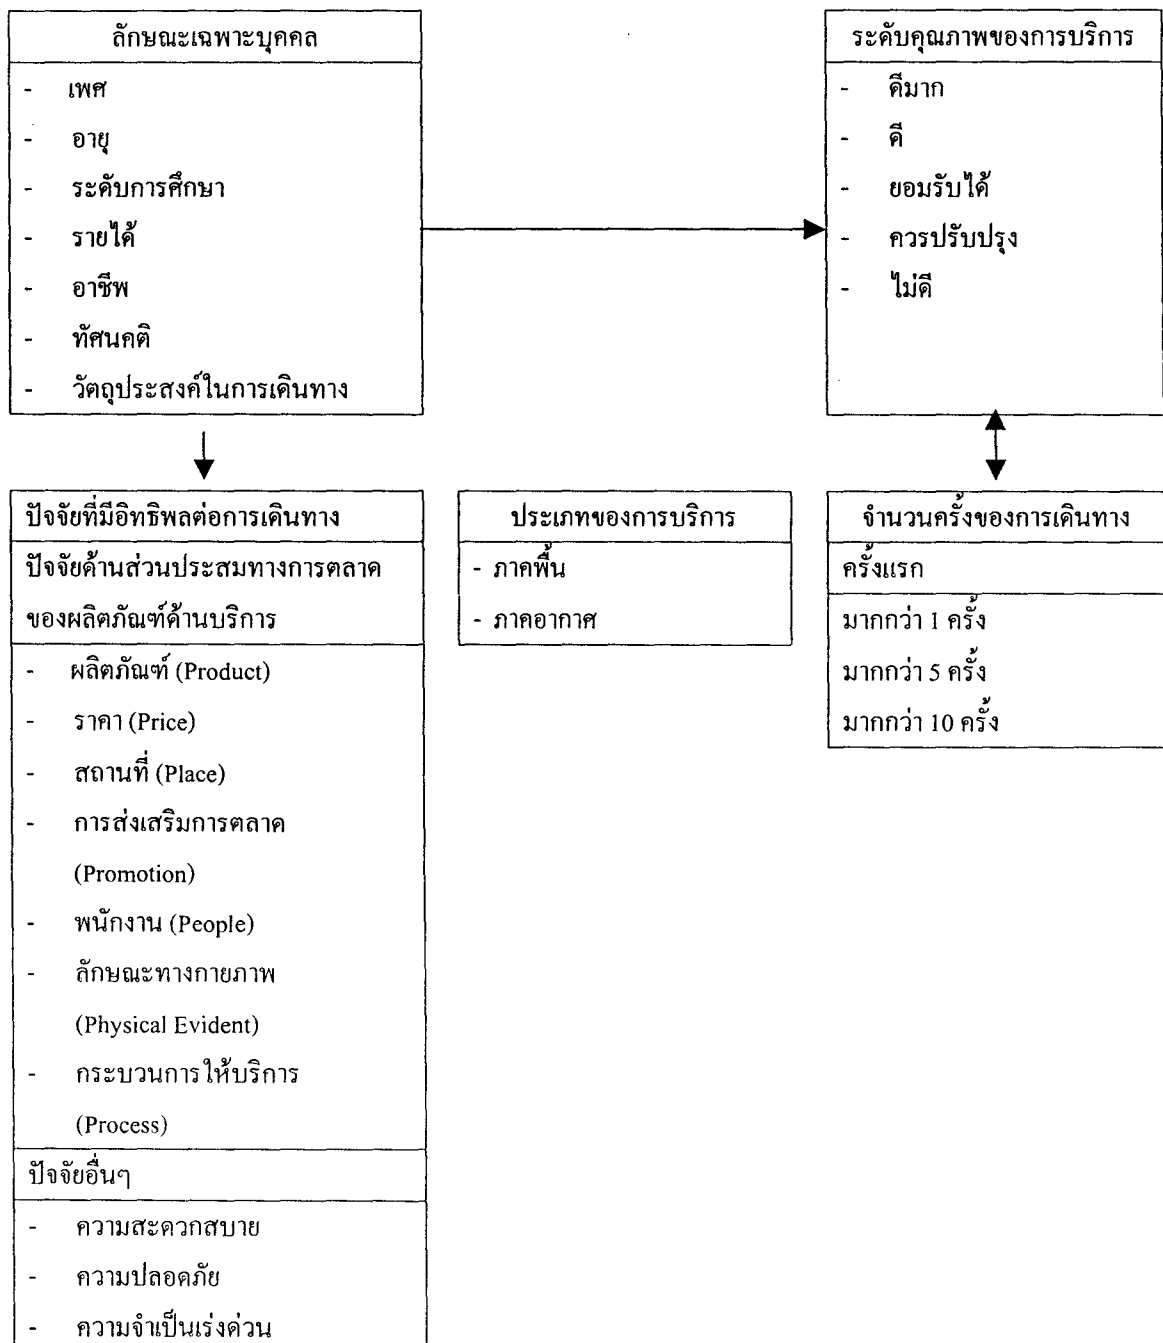 ลักษณะเฉพาะบุคคล
- เพศ
- อายุ
- ระดับการศึกษา
- รายได้
- อาชีพ
- ทัศนคติ
- วัตถุประสงค์ในการเดินทาง
ระดับคุณภาพของการบริการ
- ดีมาก
- ดี
- ยอมรับได้
- ควรปรับปรุง
- ไม่ดี
ปัจจัยที่มีอิทธิพลต่อการเดินทาง
ปัจจัยด้านส่วนประสมทางการตลาด
ของผลิตภัณฑ์ด้านบริการ
- ผลิตภัณฑ์ (Product)
- ราคา (Price)
- สถานที่ (Place)
- การส่งเสริมการตลาด
(Promotion)
- พนักงาน (People)
- ลักษณะทางกายภาพ
(Physical Evident)
- กระบวนการให้บริการ
(Process)
ปัจจัยอื่นๆ
- ความสะดวกสบาย
- ความปลอดภัย
- ความจำเป็นเร่งด่วน
ประเภทของการบริการ
- ภาคพื้น
- ภาคอากาศ
จำนวนครั้งของการเดินทาง
ครั้งแรก
มากกว่า 1 ครั้ง
มากกว่า 5 ครั้ง
มากกว่า 10 ครั้ง